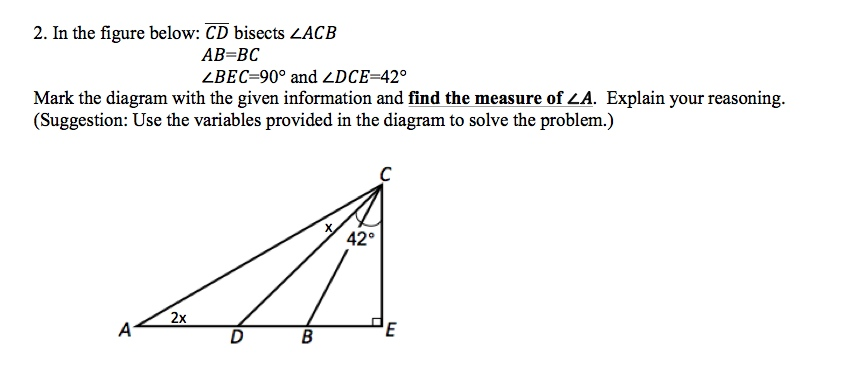 2. In the figure below: CD bisects ∠ACB
AB=BC
∠BEC=90° and ∠DCE=42°
Mark the diagram with the given information and find the measure of ∠A. Explain your reasoning.
(Suggestion: Use the variables provided in the diagram to solve the problem.)
C
x
42°
2x
A
D
B
E